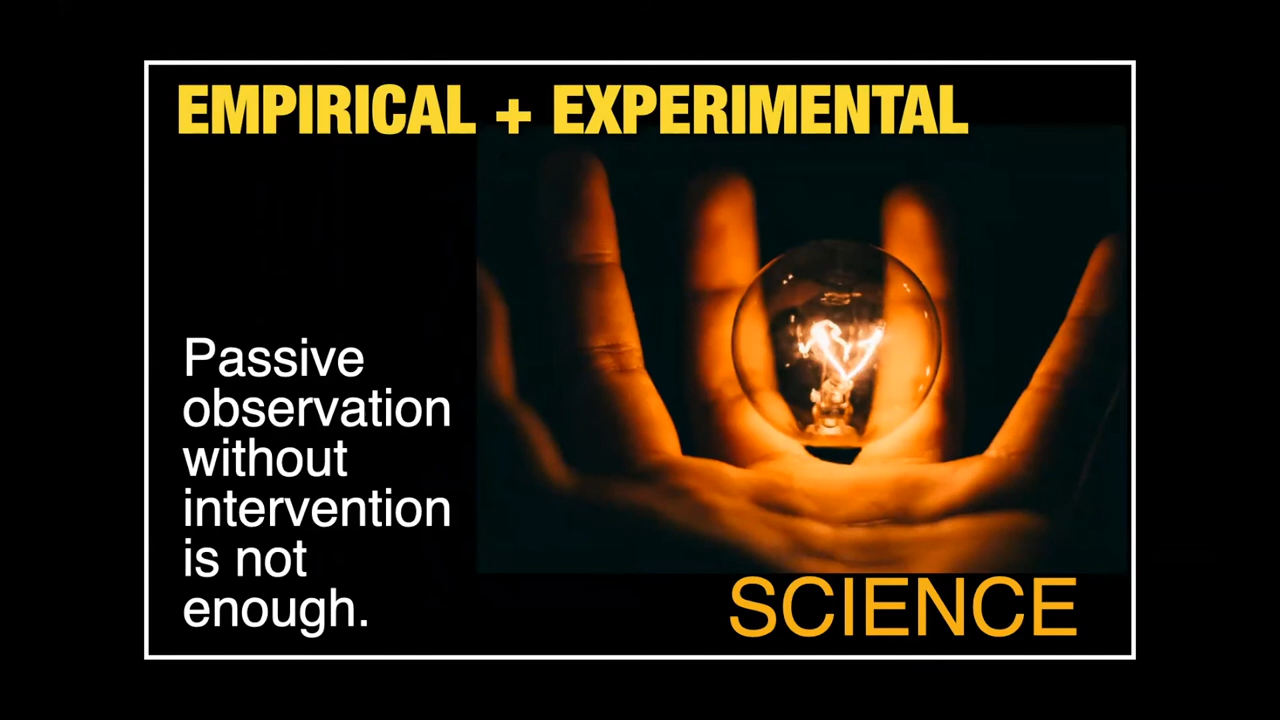 EMPIRICAL + EXPERIMENTAL
Passive
observation
without
intervention
is not
enough.
SCIENCE